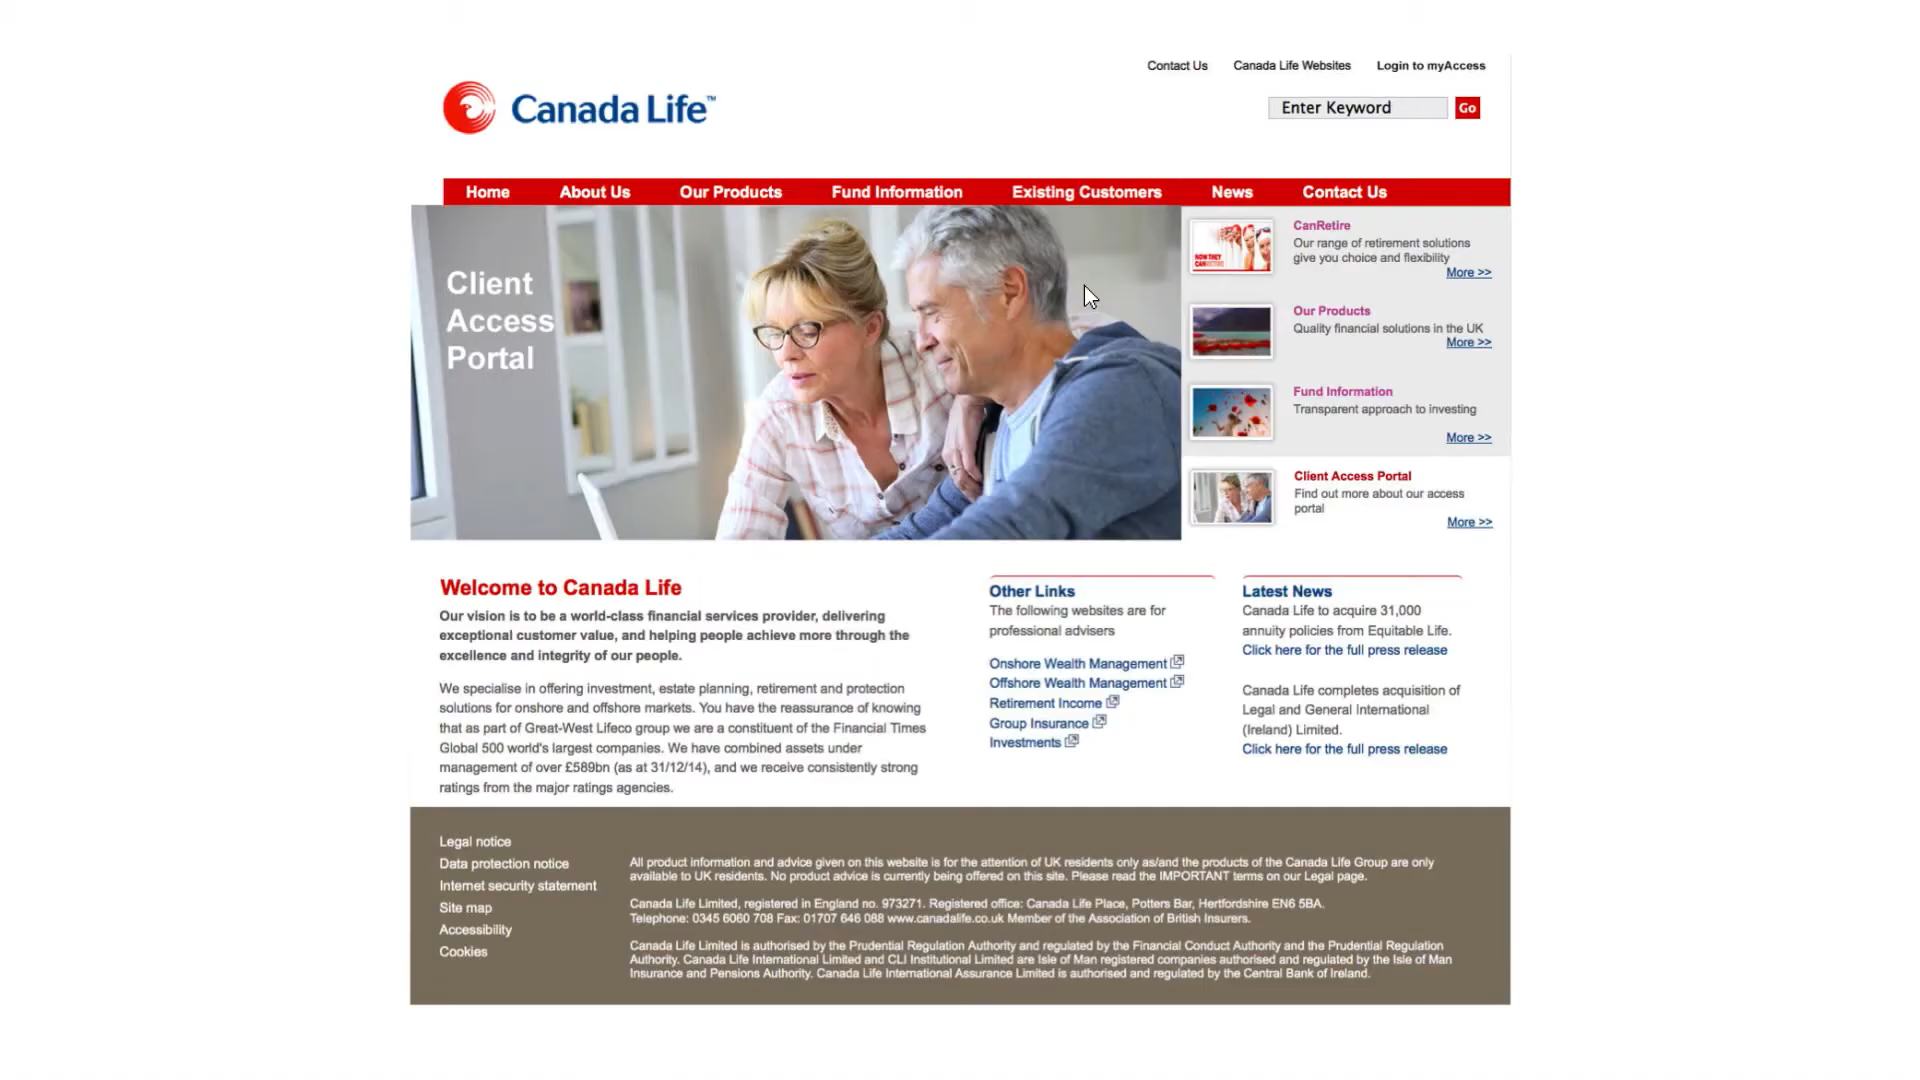 Contact Us Canada Life Websites Login to myAccess
Canada Life™
Enter Keyword Go
Home About Us Our Products Fund Information Existing Customers News Contact Us
Client
Access
Portal
CanRetire
Our range of retirement solutions
give you choice and flexibility
More >>
Our Products
Quality financial solutions in the UK
More >>
Fund Information
Transparent approach to investing
More >>
Client Access Portal
Find out more about our access
portal
More >>
Welcome to Canada Life
Our vision is to be a world-class financial services provider, delivering
exceptional customer value, and helping people achieve more through the
excellence and integrity of our people.
We specialise in offering investment, estate planning, retirement and protection
solutions for onshore and offshore markets. You have the reassurance of knowing
that as part of Great-West Lifeco group we are a constituent of the Financial Times
Global 500 world's largest companies. We have combined assets under
management of over £589bn (as at 31/12/14), and we receive consistently strong
ratings from the major ratings agencies.
Other Links
The following websites are for
professional advisers
Onshore Wealth Management
Offshore Wealth Management
Retirement Income
Group Insurance
Investments
Latest News
Canada Life to acquire 31,000
annuity policies from Equitable Life.
Click here for the full press release
Canada Life completes acquisition of
Legal and General International
(Ireland) Limited.
Click here for the full press release
Legal notice
Data protection notice
Internet security statement
Site map
Accessibility
Cookies
All product information and advice given on this website is for the attention of UK residents only as/and the products of the Canada Life Group are only
available to UK residents. No product advice is currently being offered on this site. Please read the IMPORTANT terms on our Legal page.
Canada Life Limited, registered in England no. 973271. Registered office: Canada Life Place, Potters Bar, Hertfordshire EN6 5BA.
Telephone: 0345 6060 708 Fax: 01707 646 088 www.canadalife.co.uk Member of the Association of British Insurers.
Canada Life Limited is authorised by the Prudential Regulation Authority and regulated by the Financial Conduct Authority and the Prudential Regulation
Authority. Canada Life International Limited and CLI Institutional Limited are Isle of Man registered companies authorised and regulated by the Isle of Man
Insurance and Pensions Authority. Canada Life International Assurance Limited is authorised and regulated by the Central Bank of Ireland.